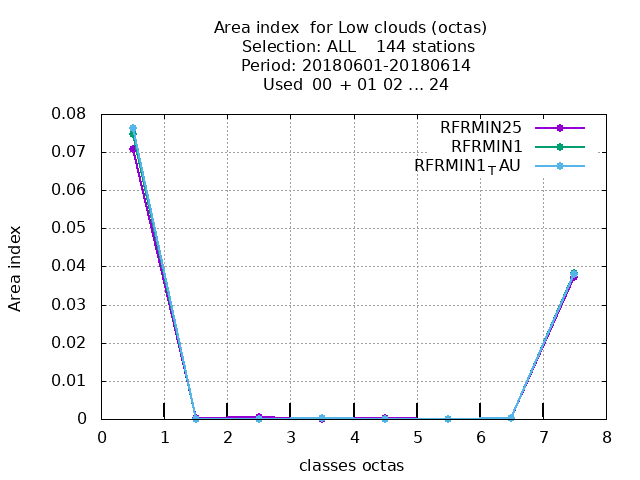 Area index  for Low clouds (octas)
Selection: ALL    144 stations
Period: 20180601-20180614
Used  00 + 01 02 ... 24
0.08
0.07
0.06
0.05
0.04
0.03
0.02
0.01
0
RFRMIN25
RFRMIN1
RFRMIN1TAU
Area index
0 1 2 3 4 5 6 7 8
classes octas